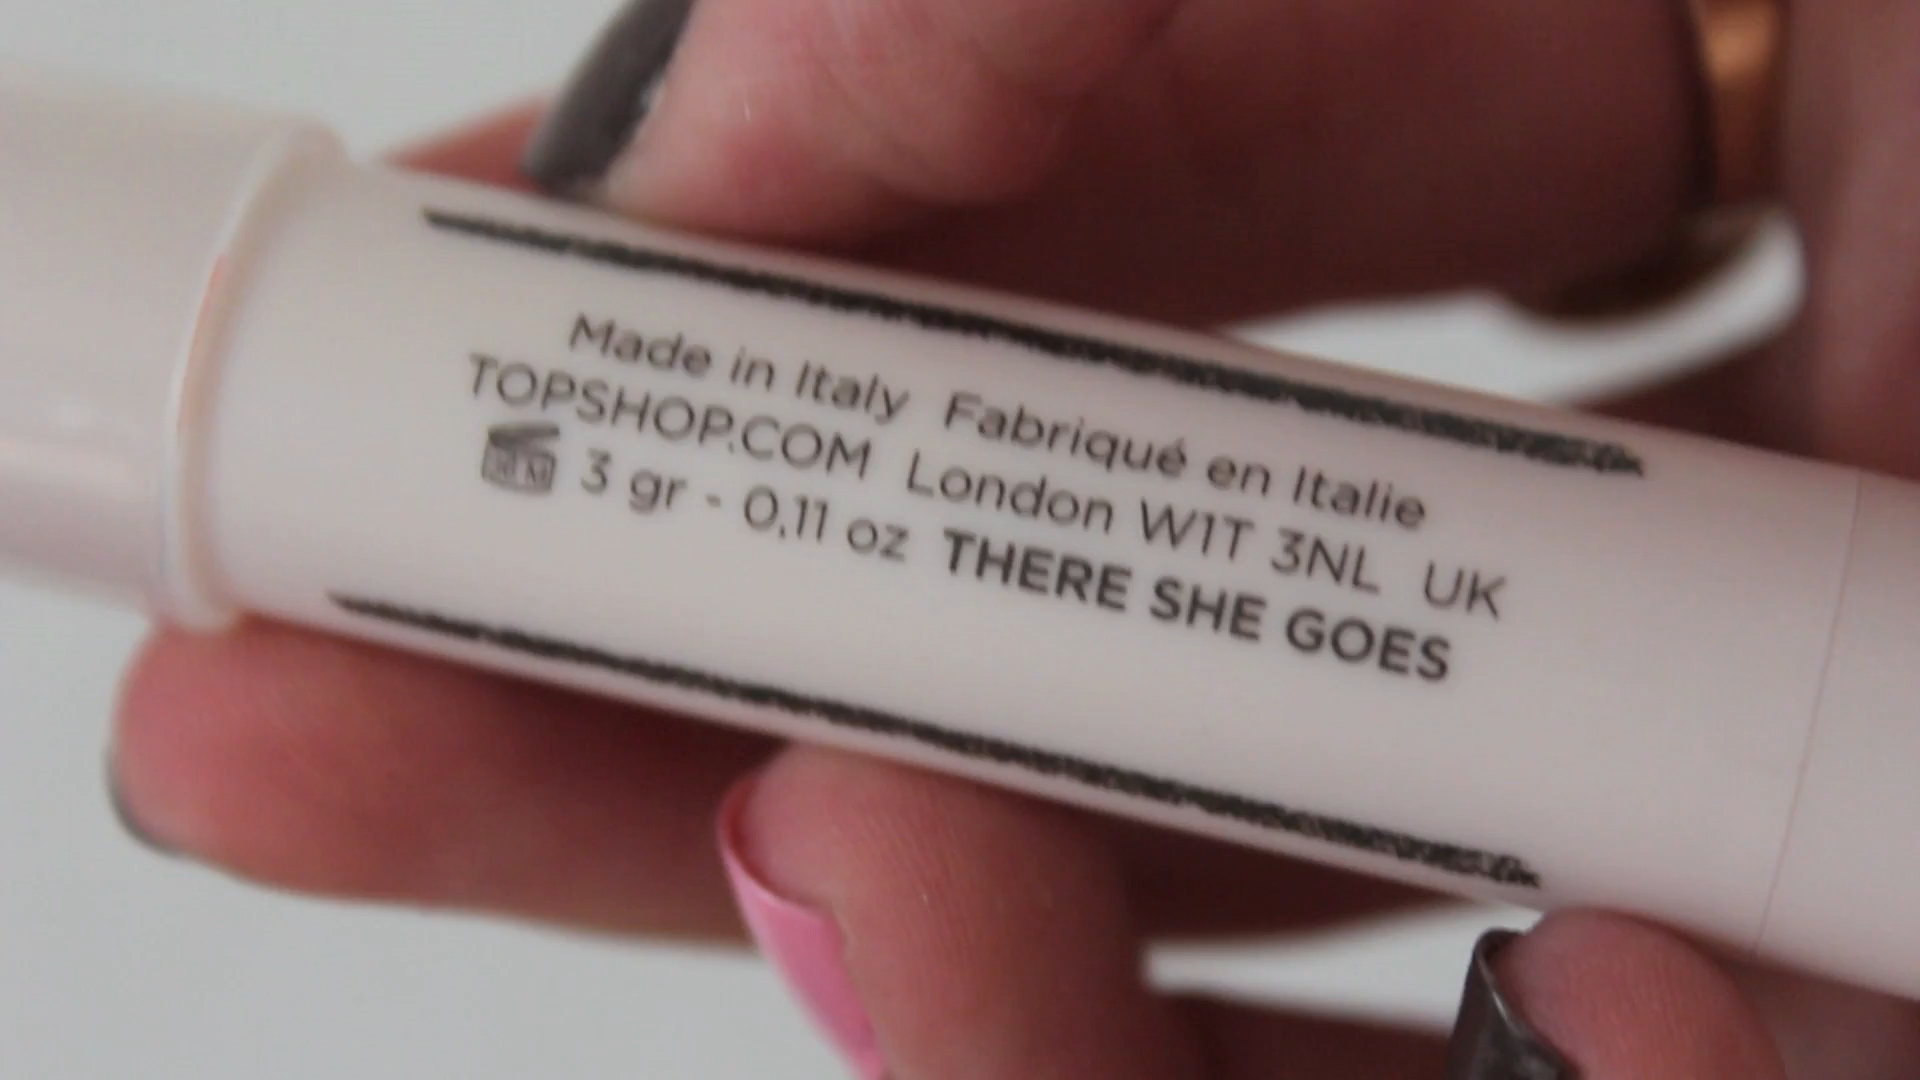 Made in Italy Fabriqué en Italie
TOPSHOP.COM London W1T 3NL UK
3 gr - 0,11 oz THERE SHE GOES